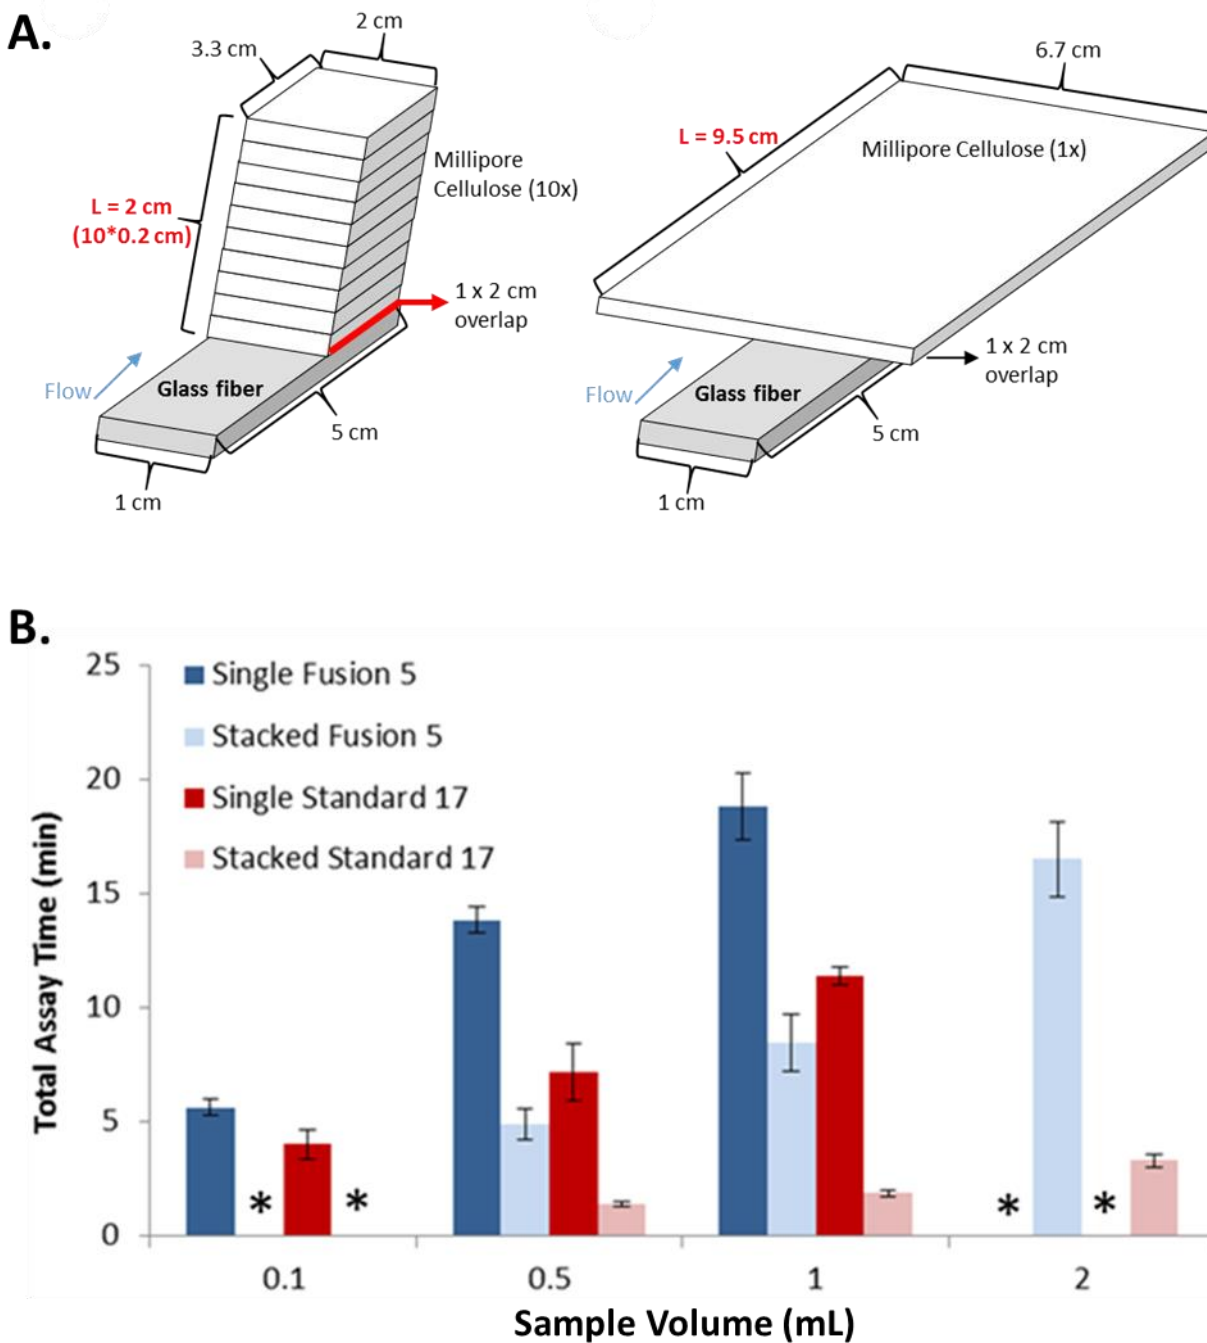 A.
3.3 cm
2 cm
6.7 cm
L = 9.5 cm
Millipore Cellulose (1x)
Millipore
Cellulose (10x)
L = 2 cm
(10*0.2 cm)
1 x 2 cm
overlap
1 x 2 cm
overlap
Flow
Glass fiber
Flow
Glass fiber
5 cm
5 cm
1 cm
1 cm
B.
25
Single Fusion 5
Stacked Fusion 5
20
Single Standard 17
Stacked Standard 17
15
Total Assay Time (min)
10
5
* * * *
0
0.1 0.5 1 2
Sample Volume (mL)